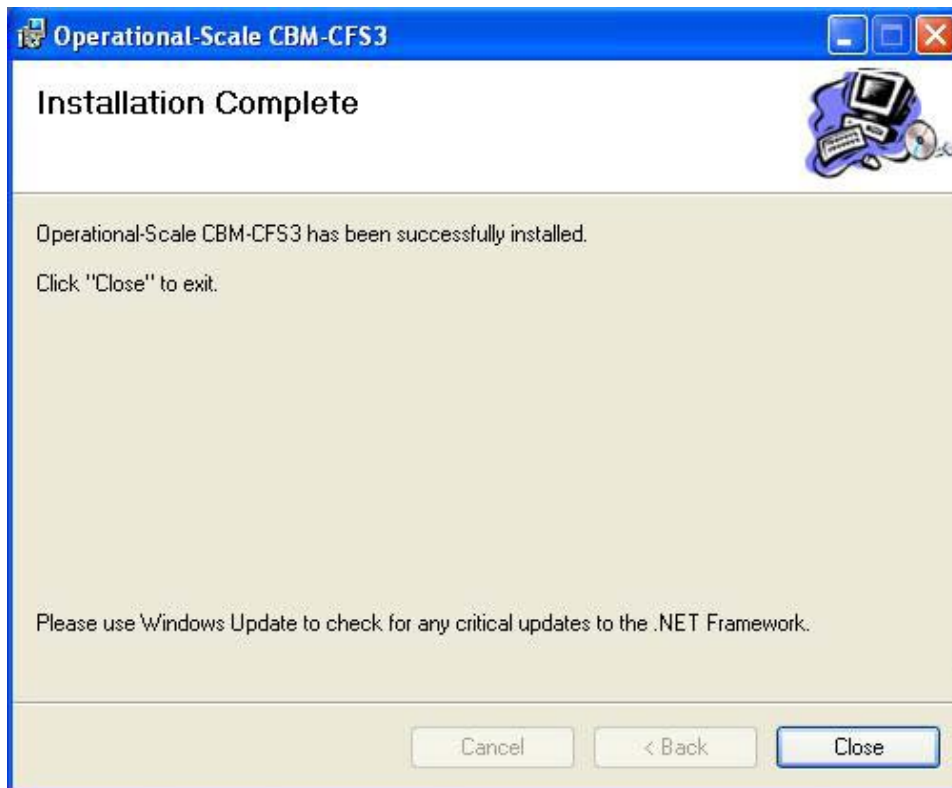 Operational-Scale CBM-CFS3
Installation Complete
Operational-Scale CBM-CFS3 has been successfully installed.
Click "Close" to exit.
Please use Windows Update to check for any critical updates to the .NET Framework.
Cancel
< Back
Close